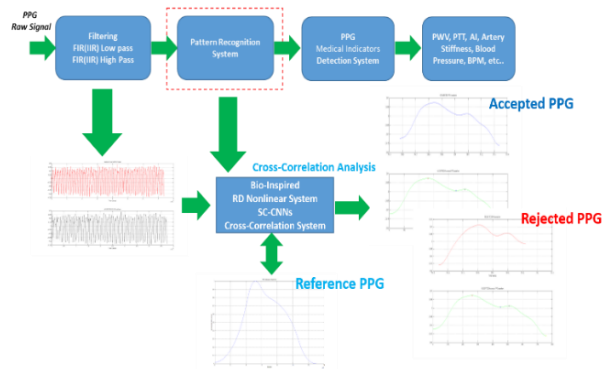 PPG
Raw Signal
Filtering
FIR(IIR) Low pass
FIR(IIR) High Pass
Pattern Recognition
System
PPG
Medical Indicators
Detection System
PWV, PTT, AI, Artery
Stiffness, Blood
Pressure, BPM, etc..
Accepted PPG
Cross-Correlation Analysis
Bio-Inspired
RD Nonlinear System
SC-CNNs
Cross-Correlation System
Rejected PPG
Reference PPG